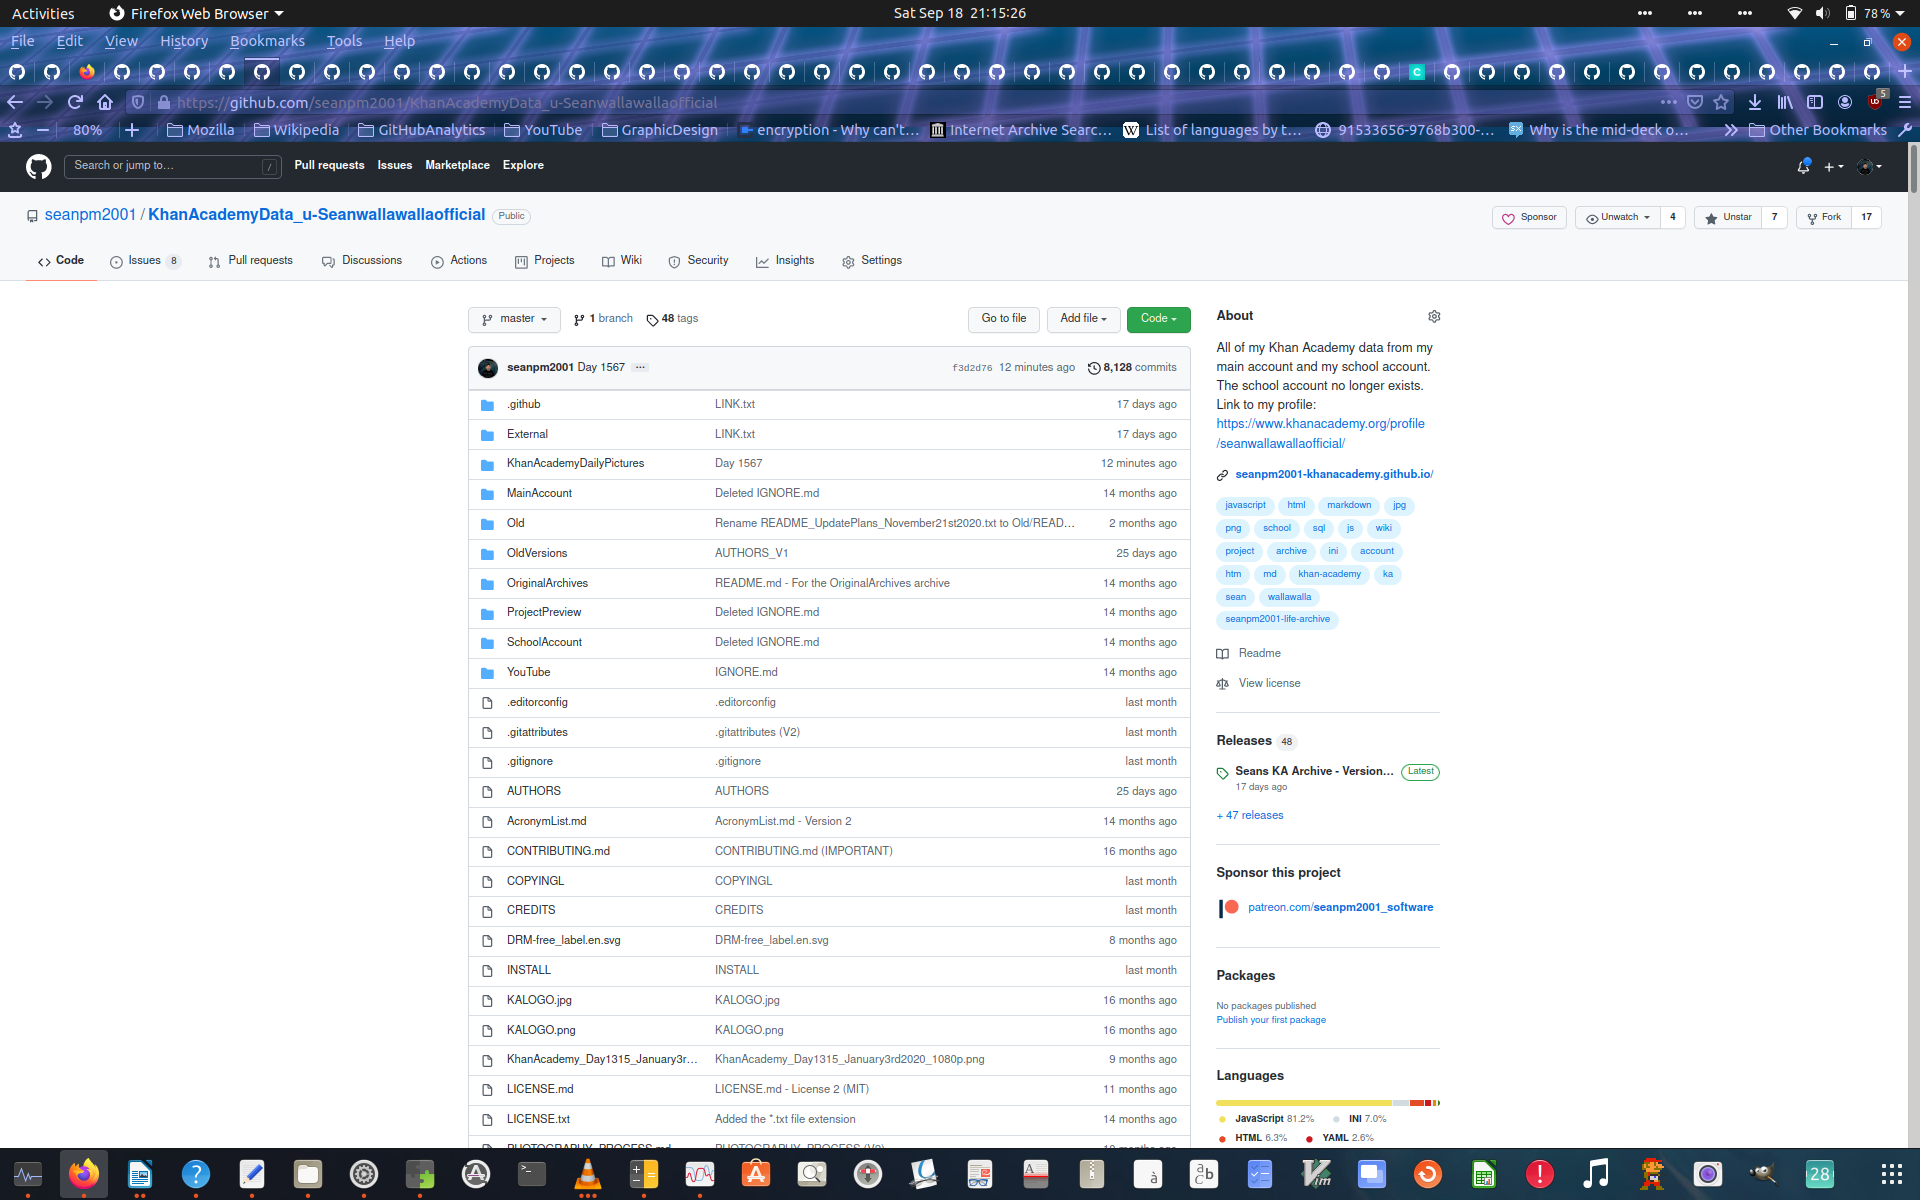 Activities Firefox Web Browser Sat Sep 18 21:15:26 78 %
File Edit View History Bookmarks Tools Help
https://github.com/seanpm2001/KhanAcademyData_u-Seanwallawallaofficial 5
80% Mozilla Wikipedia GitHubAnalytics YouTube GraphicDesign encryption - Why can't… Internet Archive Searc… List of languages by t… 91533656-9768b300-… Why is the mid-deck o… Other Bookmarks
Search or jump to… / Pull requests Issues Marketplace Explore
seanpm2001 / KhanAcademyData_u-Seanwallawallaofficial Public Sponsor Unwatch 4 Unstar 7 Fork 17
Code Issues 8 Pull requests Discussions Actions Projects Wiki Security Insights Settings
master 1 branch 48 tags Go to file Add file Code
seanpm2001 Day 1567 ... f3d2d76 12 minutes ago 8,128 commits
.github LINK.txt 17 days ago
External LINK.txt 17 days ago
KhanAcademyDailyPictures Day 1567 12 minutes ago
MainAccount Deleted IGNORE.md 14 months ago
Old Rename README_UpdatePlans_November21st2020.txt to Old/READ… 2 months ago
OldVersions AUTHORS_V1 25 days ago
OriginalArchives README.md - For the OriginalArchives archive 14 months ago
ProjectPreview Deleted IGNORE.md 14 months ago
SchoolAccount Deleted IGNORE.md 14 months ago
YouTube IGNORE.md 14 months ago
.editorconfig .editorconfig last month
.gitattributes .gitattributes (V2) last month
.gitignore .gitignore last month
AUTHORS AUTHORS 25 days ago
AcronymList.md AcronymList.md - Version 2 14 months ago
CONTRIBUTING.md CONTRIBUTING.md (IMPORTANT) 16 months ago
COPYINGL COPYINGL last month
CREDITS CREDITS last month
DRM-free_label.en.svg DRM-free_label.en.svg 8 months ago
INSTALL INSTALL last month
KALOGO.jpg KALOGO.jpg 16 months ago
KALOGO.png KALOGO.png 16 months ago
KhanAcademy_Day1315_January3r… KhanAcademy_Day1315_January3rd2020_1080p.png 9 months ago
LICENSE.md LICENSE.md - License 2 (MIT) 11 months ago
LICENSE.txt Added the *.txt file extension 14 months ago
About
All of my Khan Academy data from my
main account and my school account.
The school account no longer exists.
Link to my profile:
https://www.khanacademy.org/profile
/seanwallawallaofficial/
seanpm2001-khanacademy.github.io/
javascript html markdown jpg
png school sql js wiki
project archive ini account
htm md khan-academy ka
sean wallawalla
seanpm2001-life-archive
Readme
View license
Releases 48
Seans KA Archive - Version… Latest
17 days ago
+ 47 releases
Sponsor this project
patreon.com/seanpm2001_software
Packages
No packages published
Publish your first package
Languages
JavaScript 81.2% INI 7.0%
HTML 6.3% YAML 2.6%
28